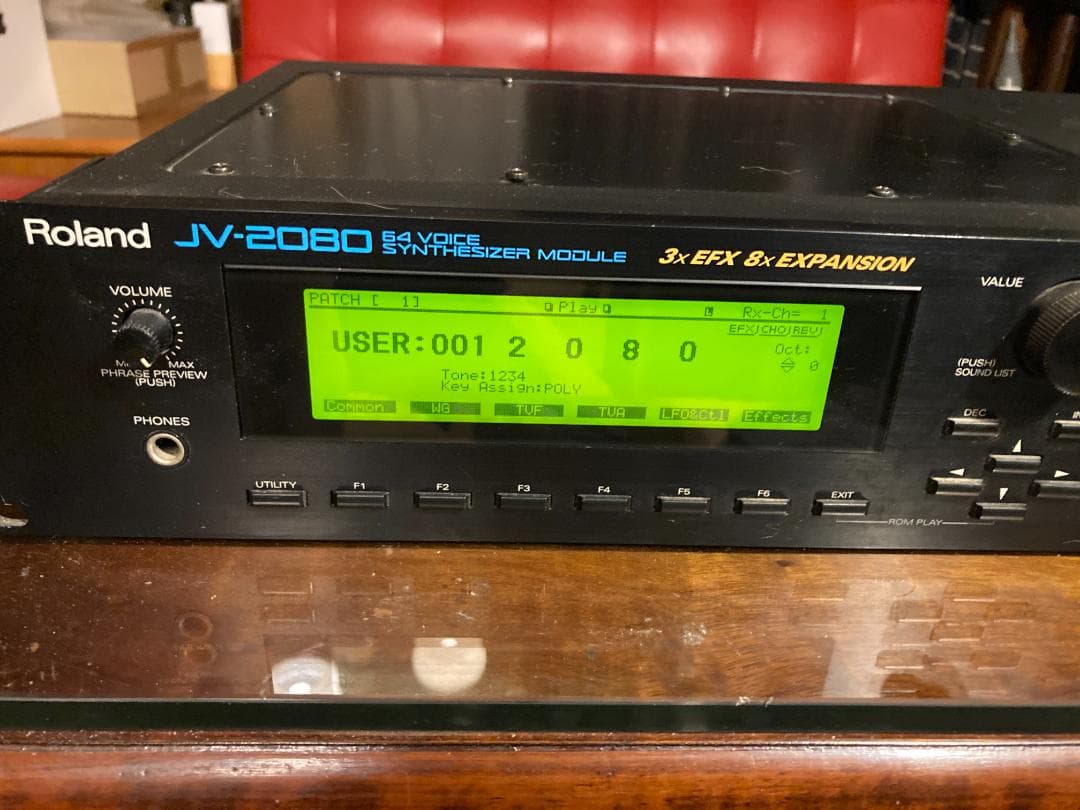 Roland JV-2080 64 VOICE
SYNTHESIZER MODULE
3x EFX 8x EXPANSION
VOLUME
MAX
PHRASE PREVIEW
(PUSH)
PHONES
PATCH [ 1]
Play
Rx-Ch= 1
EFX CHO REV
USER:001 2 0 8 0
Oct:
0
Tone:1234
Key Assign:POLY
Common WG TVF TVA LFO&Ctl Effects
UTILITY F1 F2 F3 F4 F5 F6 EXIT
ROM PLAY
VALUE
(PUSH)
SOUND LIST
DEC